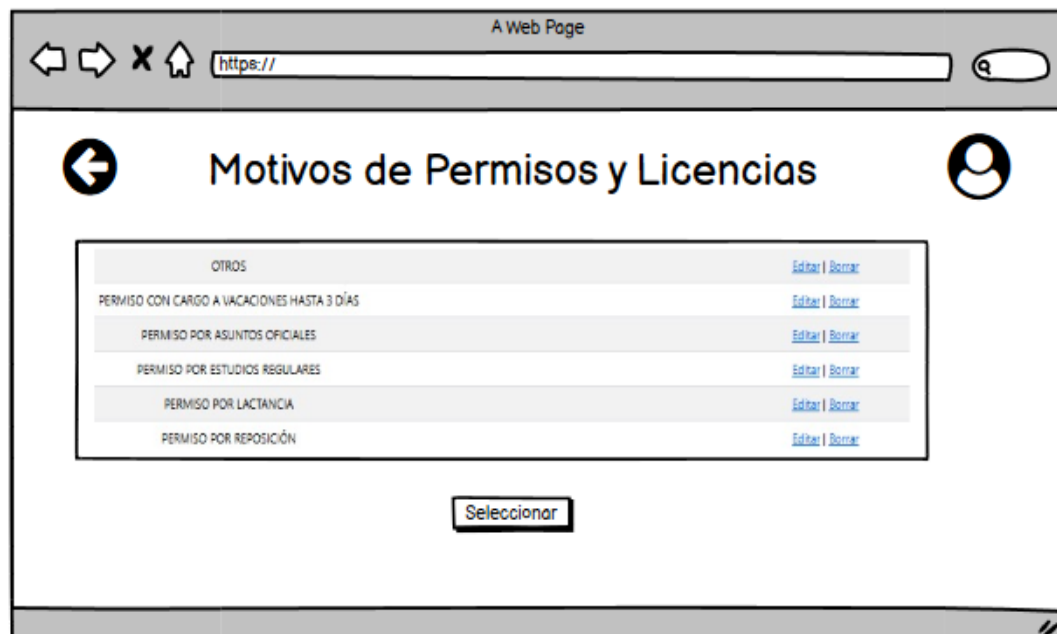 A Web Page
https://
Motivos de Permisos y Licencias
OTROS Editar | Borrar
PERMISO CON CARGO A VACACIONES HASTA 3 DÍAS Editar | Borrar
PERMISO POR ASUNTOS OFICIALES Editar | Borrar
PERMISO POR ESTUDIOS REGULARES Editar | Borrar
PERMISO POR LACTANCIA Editar | Borrar
PERMISO POR REPOSICIÓN Editar | Borrar
Seleccionar